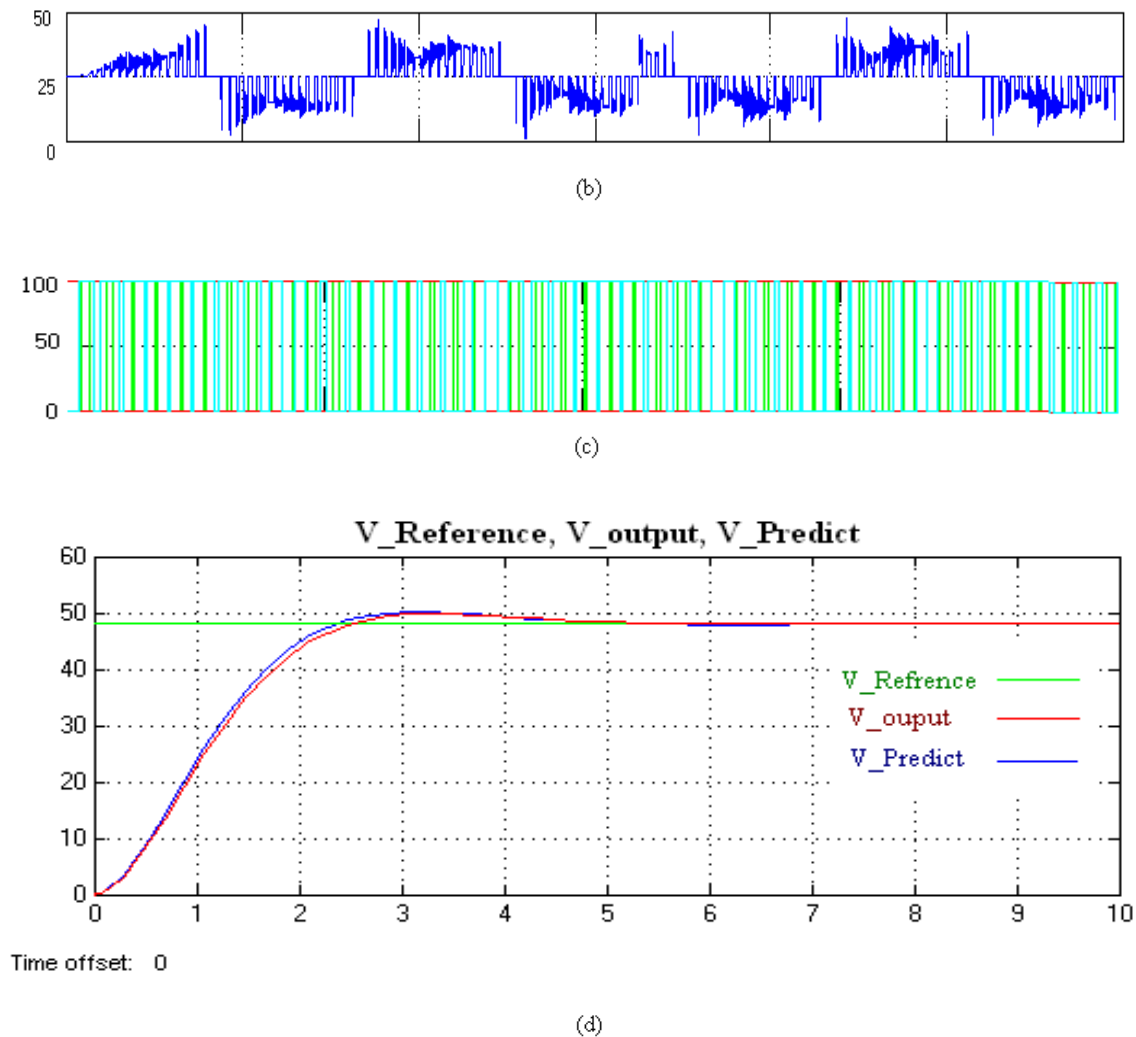 50
25
0
(b)
100
50
0
(c)
V_Reference, V_output, V_Predict
60
50
40
30
20
10
0
V_Refrence
V_ouput
V_Predict
0 1 2 3 4 5 6 7 8 9 10
Time offset: 0
(d)